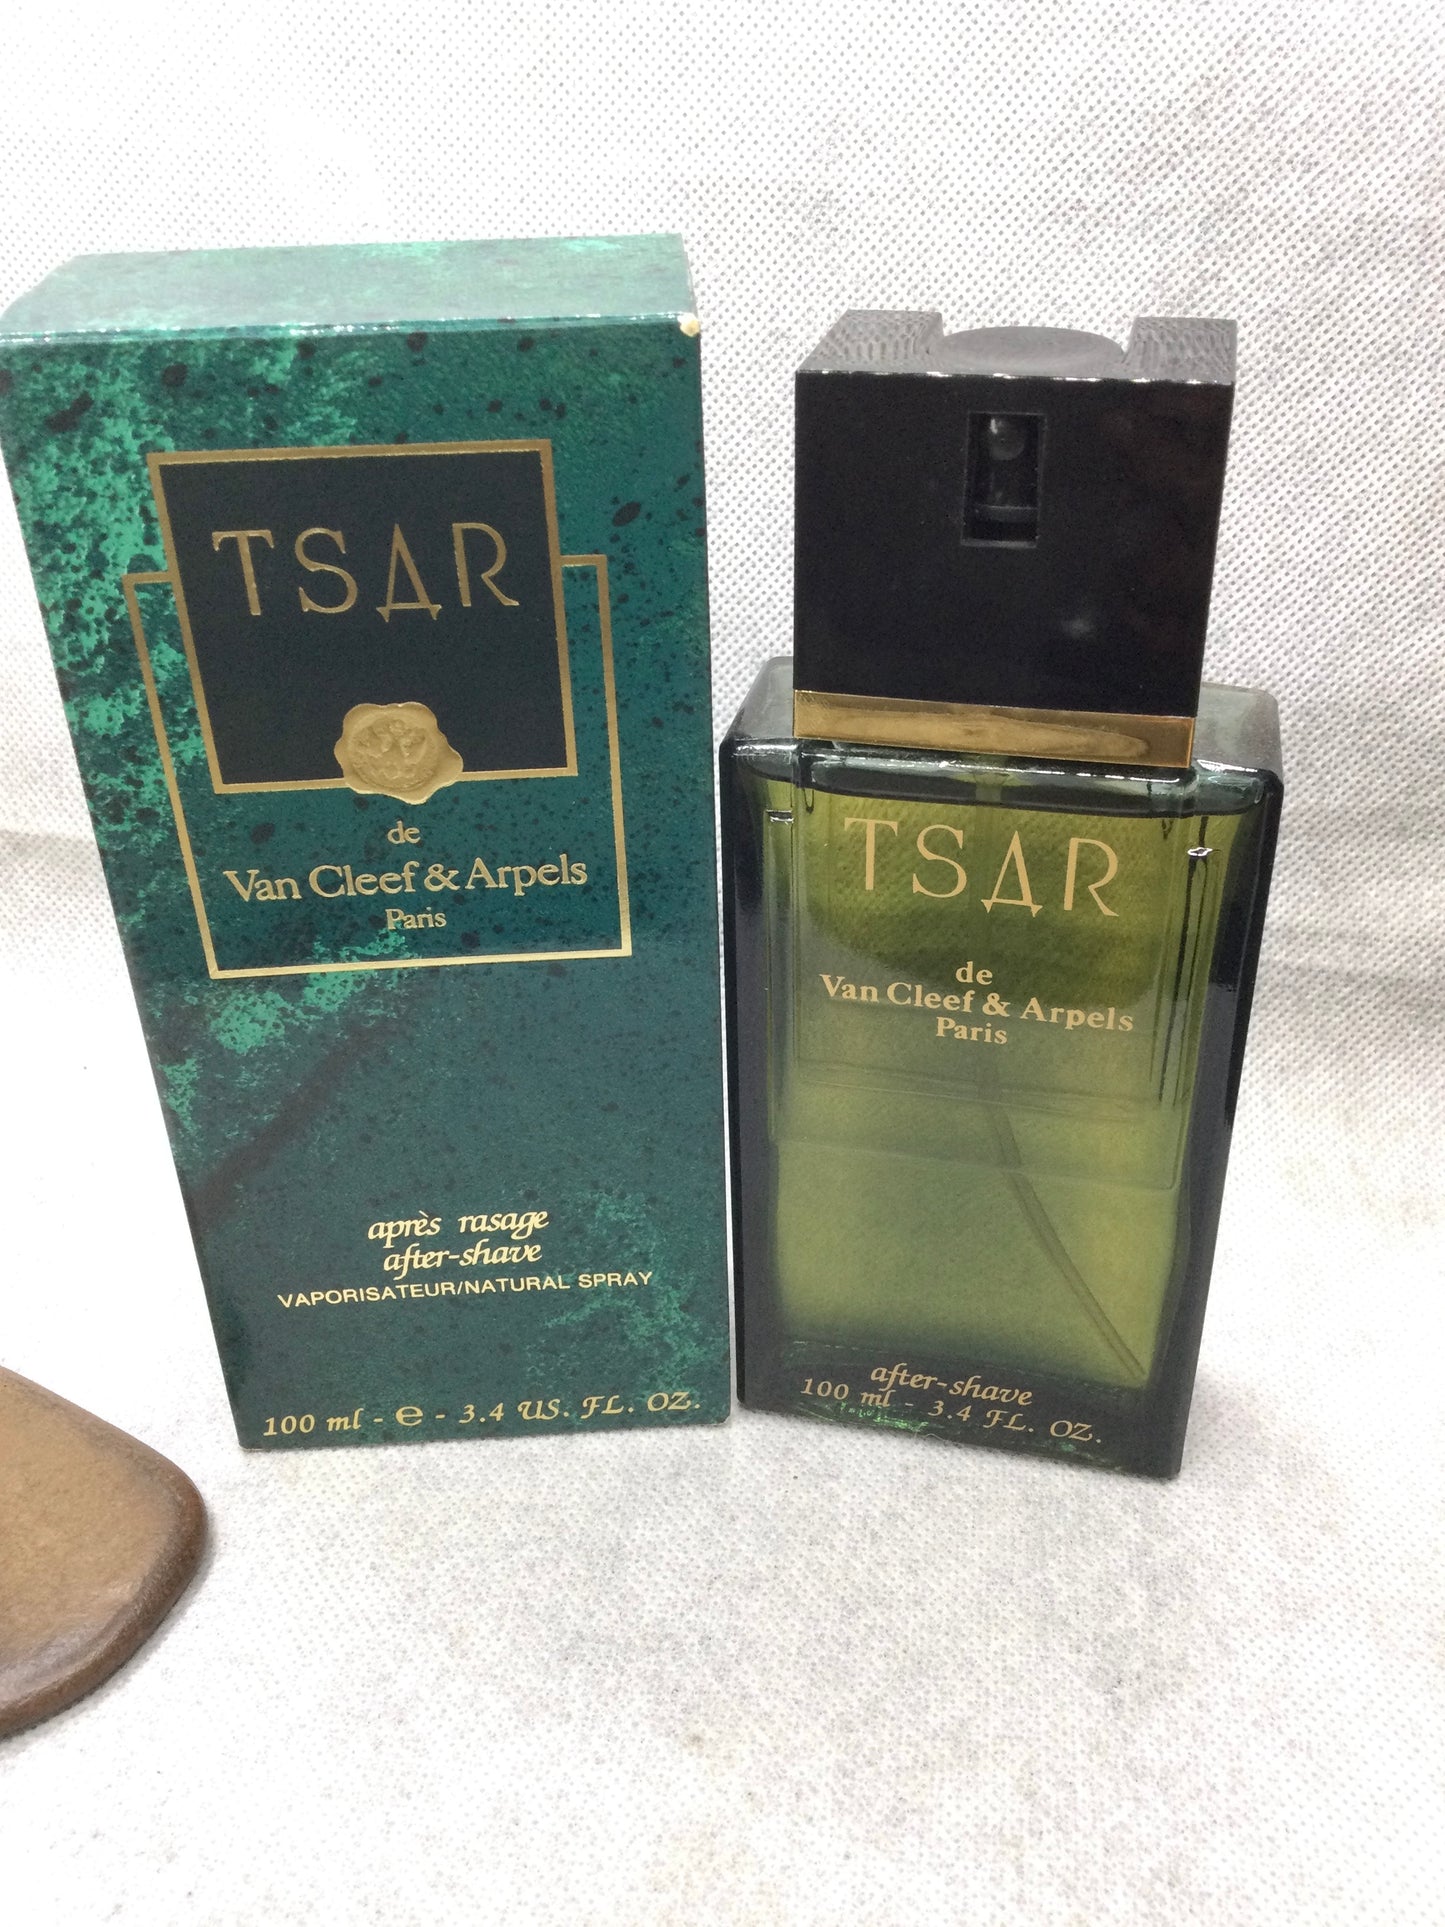 TSAR
de
Van Cleef & Arpels
Paris
après rasage
after-shave
VAPORISATEUR/NATURAL SPRAY
100 ml - e - 3.4 US. FL. OZ.
TSAR
de
Van Cleef & Arpels
Paris
after-shave
100 ml - 3.4 FL. OZ.